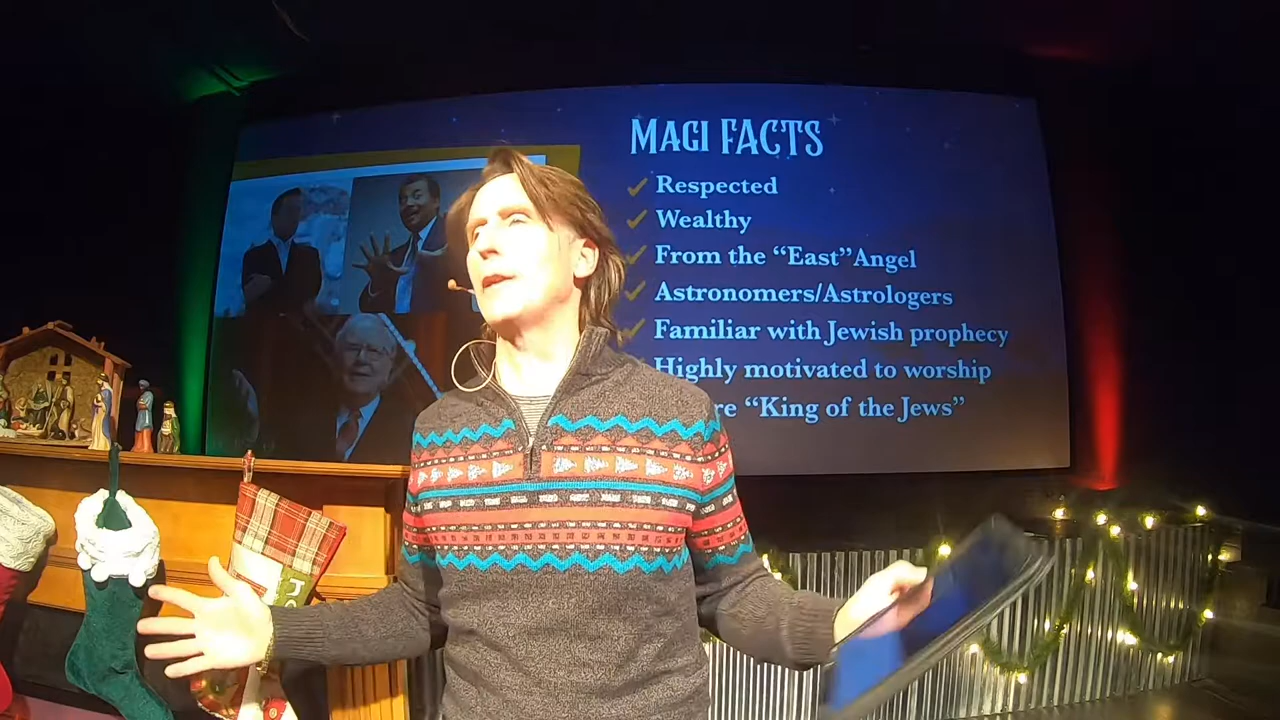 MAGI FACTS
Respected
Wealthy
From the “East”Angel
Astronomers/Astrologers
Familiar with Jewish prophecy
Highly motivated to worship
“King of the Jews”